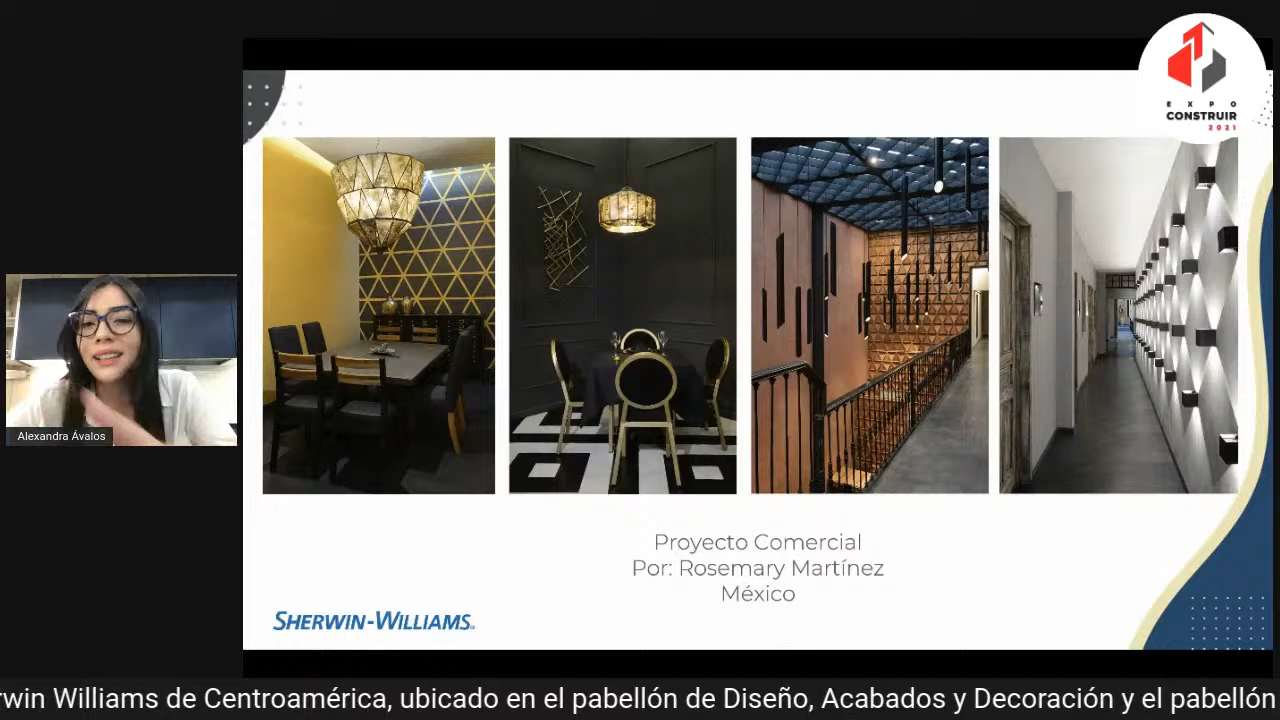 EXPO
CONSTRUIR
2021
Alexandra Ávalos
Proyecto Comercial
Por: Rosemary Martínez
México
SHERWIN-WILLIAMS.
rwin Williams de Centroamérica, ubicado en el pabellón de Diseño, Acabados y Decoración y el pabellón